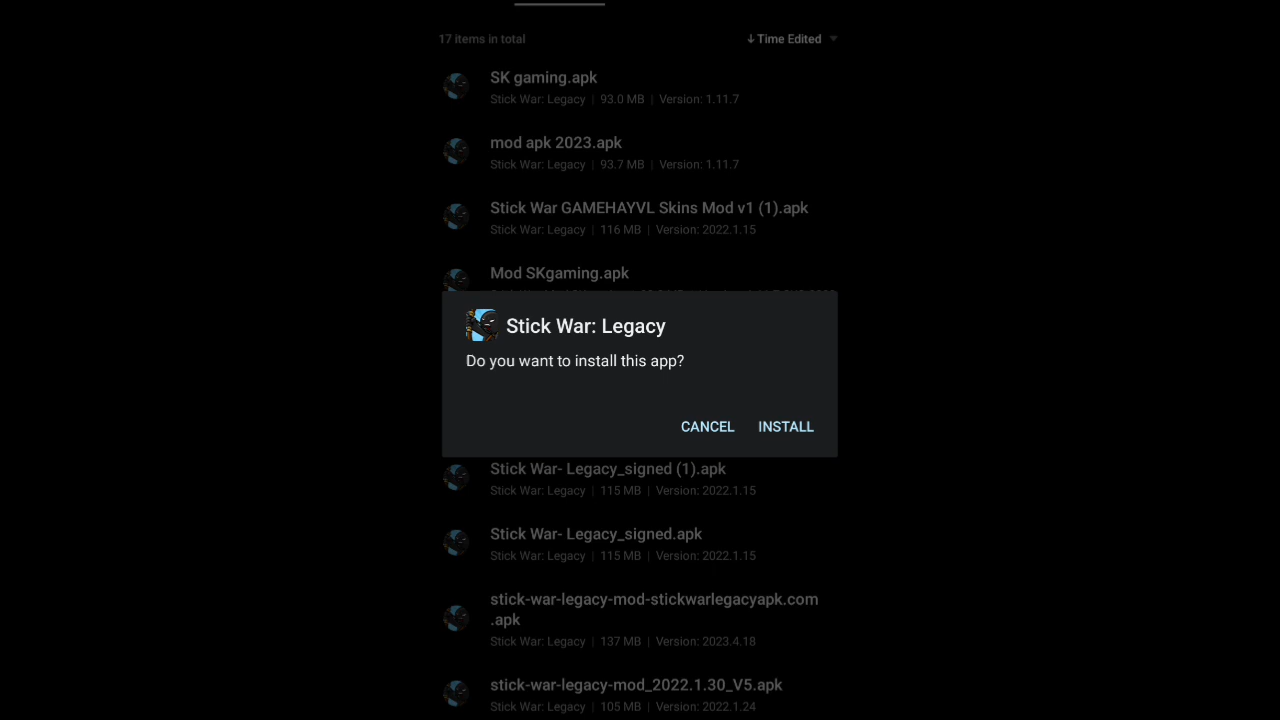 17 items in total
↓ Time Edited
SK gaming.apk
Stick War: Legacy | 93.0 MB | Version: 1.11.7
mod apk 2023.apk
Stick War: Legacy | 93.7 MB | Version: 1.11.7
Stick War GAMEHAYVL Skins Mod v1 (1).apk
Stick War: Legacy | 116 MB | Version: 2022.1.15
Mod SKgaming.apk
Stick War: Legacy
Do you want to install this app?
CANCEL
INSTALL
Stick War- Legacy_signed (1).apk
Stick War: Legacy | 115 MB | Version: 2022.1.15
Stick War- Legacy_signed.apk
Stick War: Legacy | 115 MB | Version: 2022.1.15
stick-war-legacy-mod-stickwarlegacyapk.com
.apk
Stick War: Legacy | 137 MB | Version: 2023.4.18
stick-war-legacy-mod_2022.1.30_V5.apk
Stick War: Legacy | 105 MB | Version: 2022.1.24